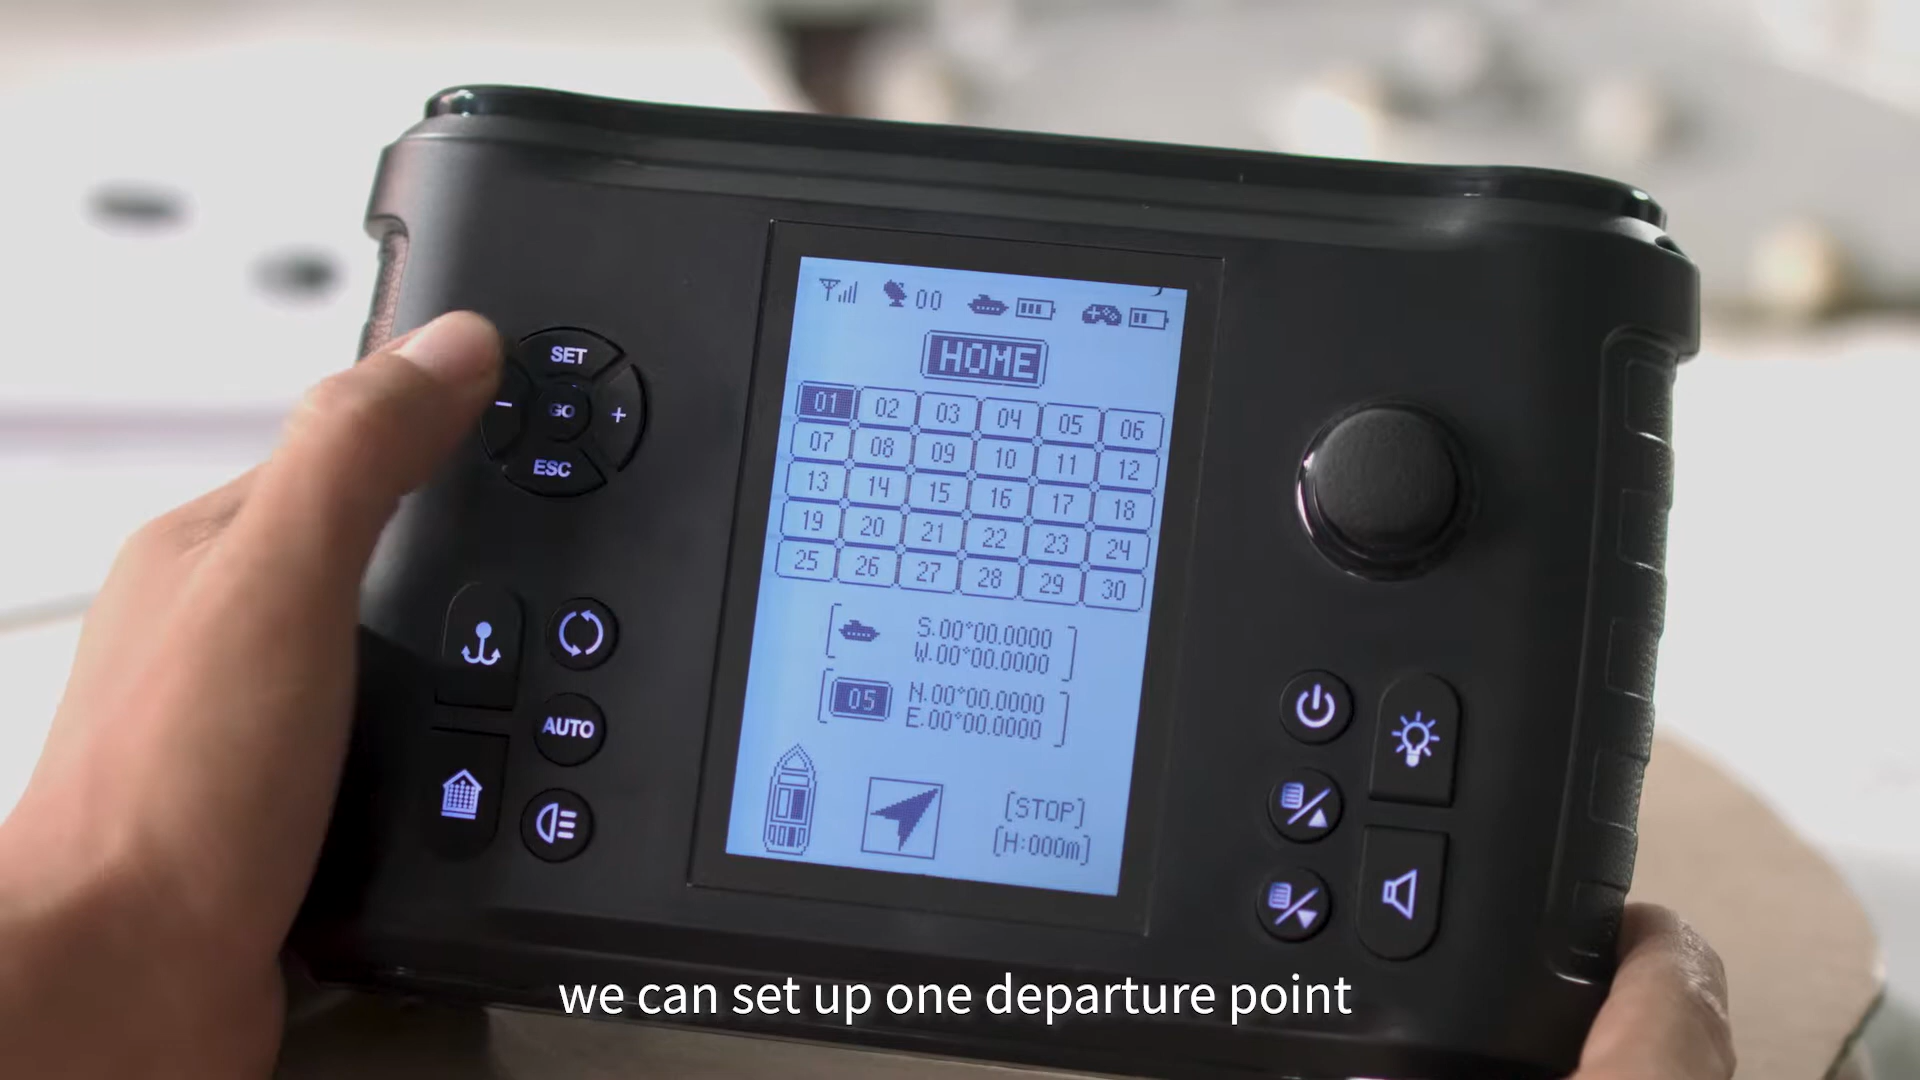 00
HOME
01 02 03 04 05 06
07 08 09 10 11 12
13 14 15 16 17 18
19 20 21 22 23 24
25 26 27 28 29 30
S.00°00.0000
W.00°00.0000
05 N.00°00.0000
E.00°00.0000
[STOP]
[H:000m]
SET
- GO +
ESC
AUTO
we can set up one departure point